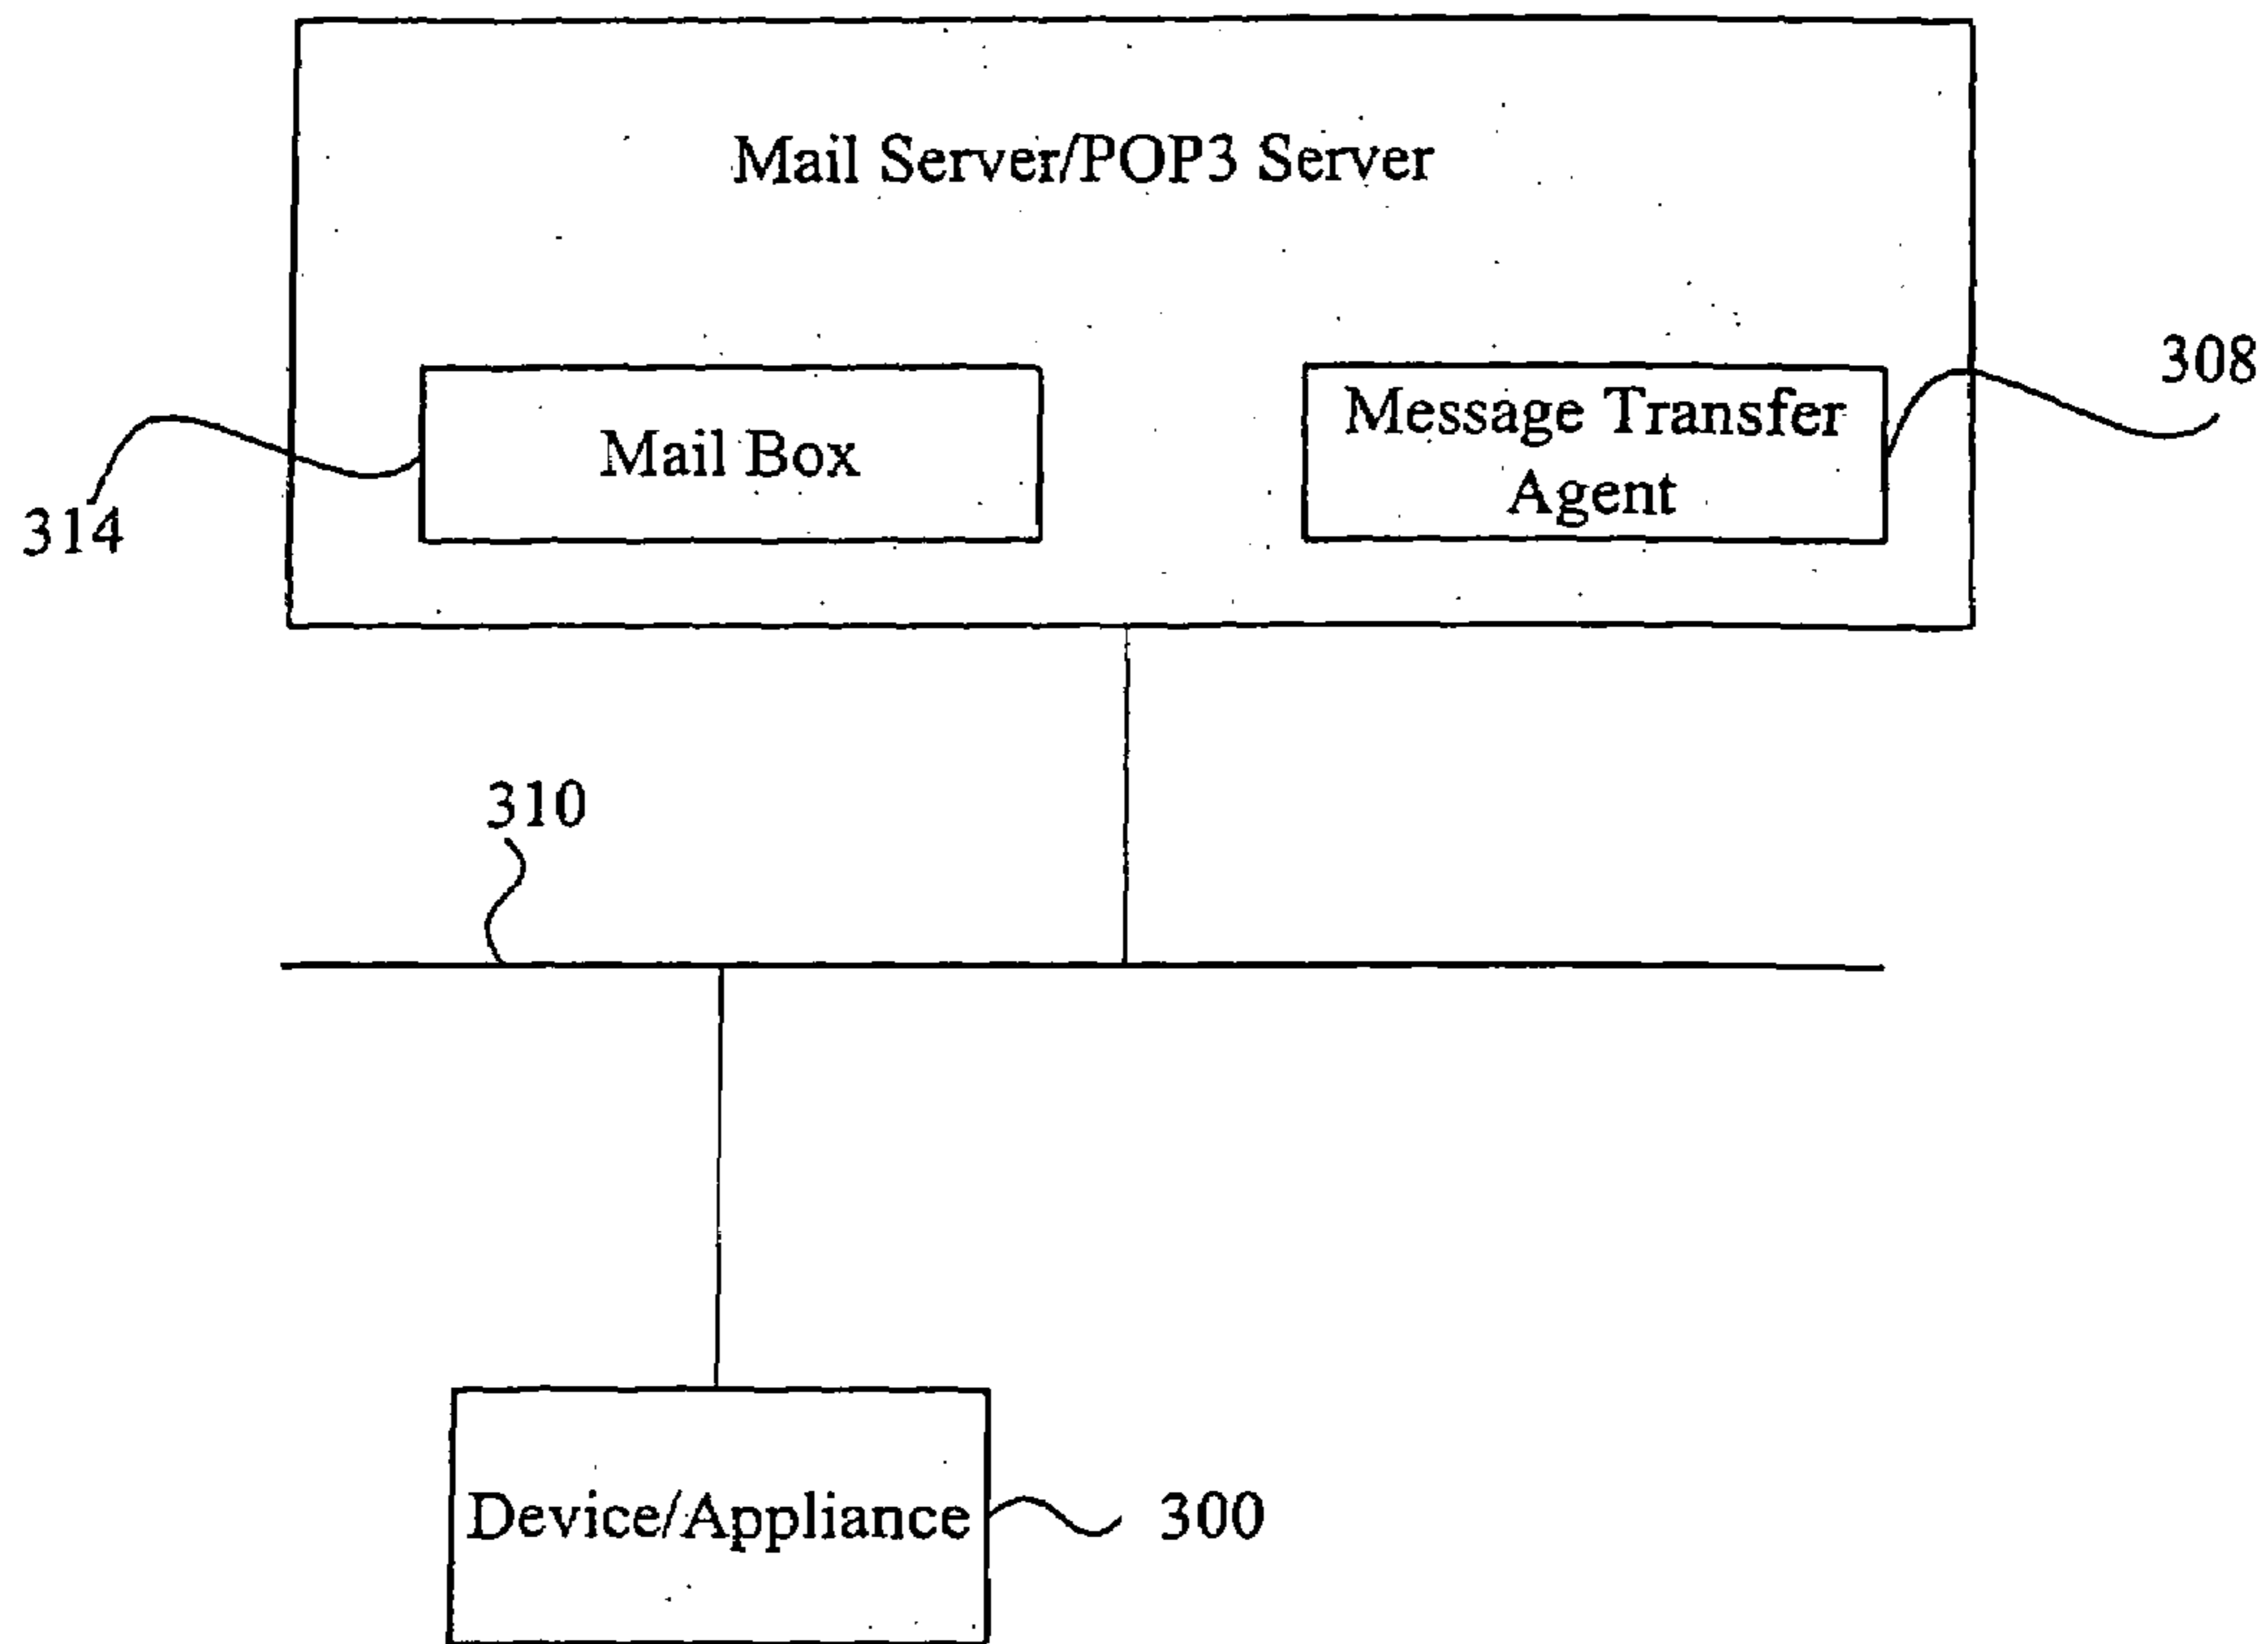 Mail Server/POP3 Server
308
Mail Box
Message Transfer
Agent
314
310
Device/Appliance
300